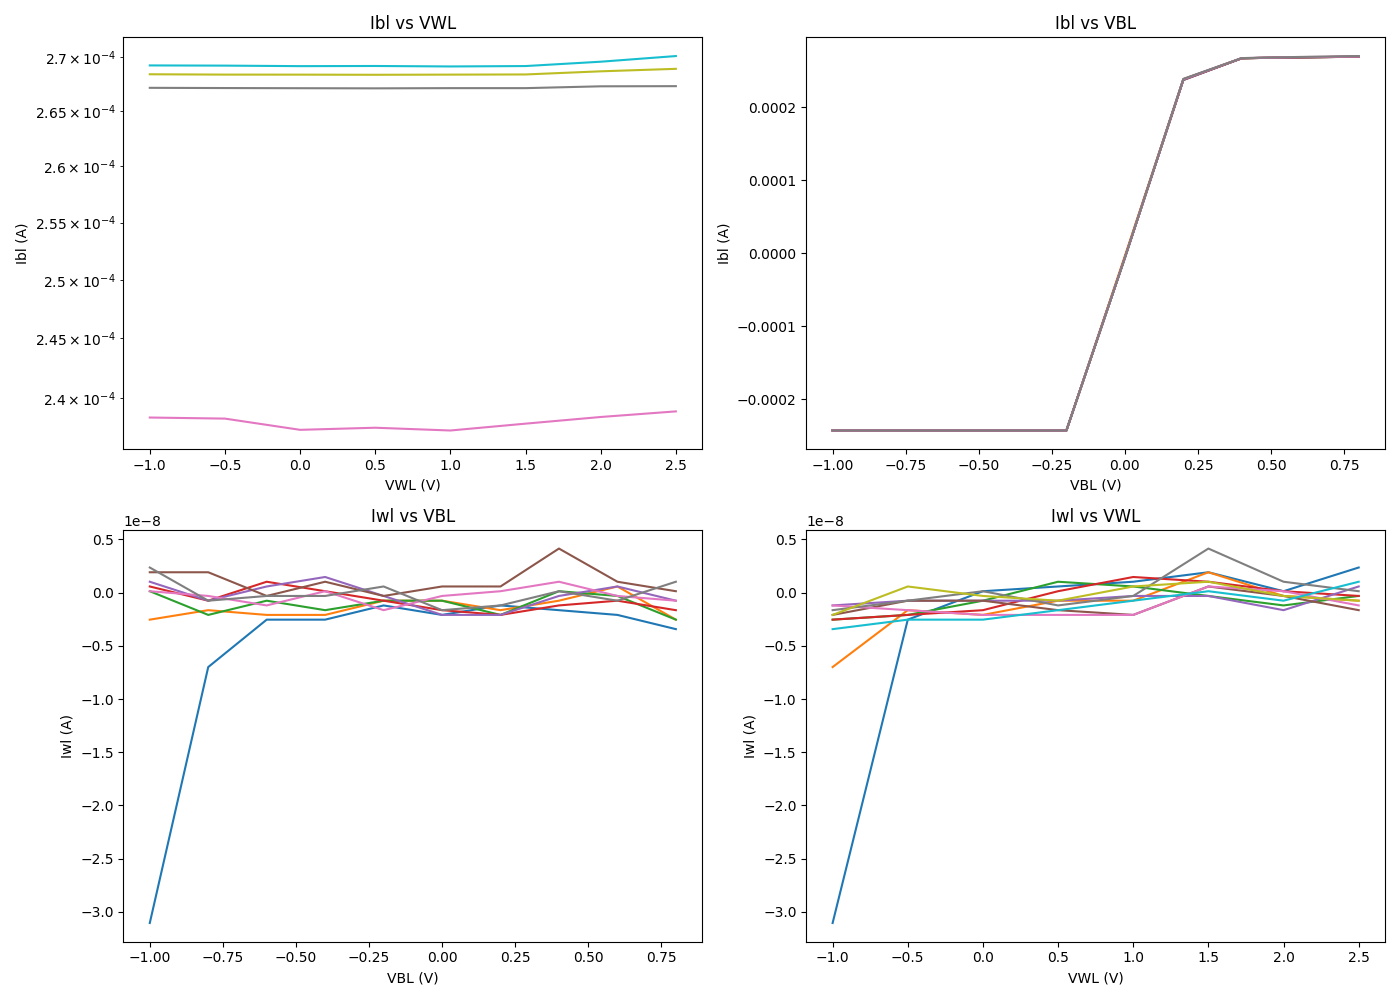 Ibl vs VWL
2.7 × 10⁻⁴
2.65 × 10⁻⁴
2.6 × 10⁻⁴
2.55 × 10⁻⁴
2.5 × 10⁻⁴
2.45 × 10⁻⁴
2.4 × 10⁻⁴
Ibl (A)
−1.0 −0.5 0.0 0.5 1.0 1.5 2.0 2.5
VWL (V)
Ibl vs VBL
0.0002
0.0001
0.0000
−0.0001
−0.0002
Ibl (A)
−1.00 −0.75 −0.50 −0.25 0.00 0.25 0.50 0.75
VBL (V)
Iwl vs VBL
1e−8
0.5
0.0
−0.5
−1.0
−1.5
−2.0
−2.5
−3.0
Iwl (A)
−1.00 −0.75 −0.50 −0.25 0.00 0.25 0.50 0.75
VBL (V)
Iwl vs VWL
1e−8
0.5
0.0
−0.5
−1.0
−1.5
−2.0
−2.5
−3.0
Iwl (A)
−1.0 −0.5 0.0 0.5 1.0 1.5 2.0 2.5
VWL (V)